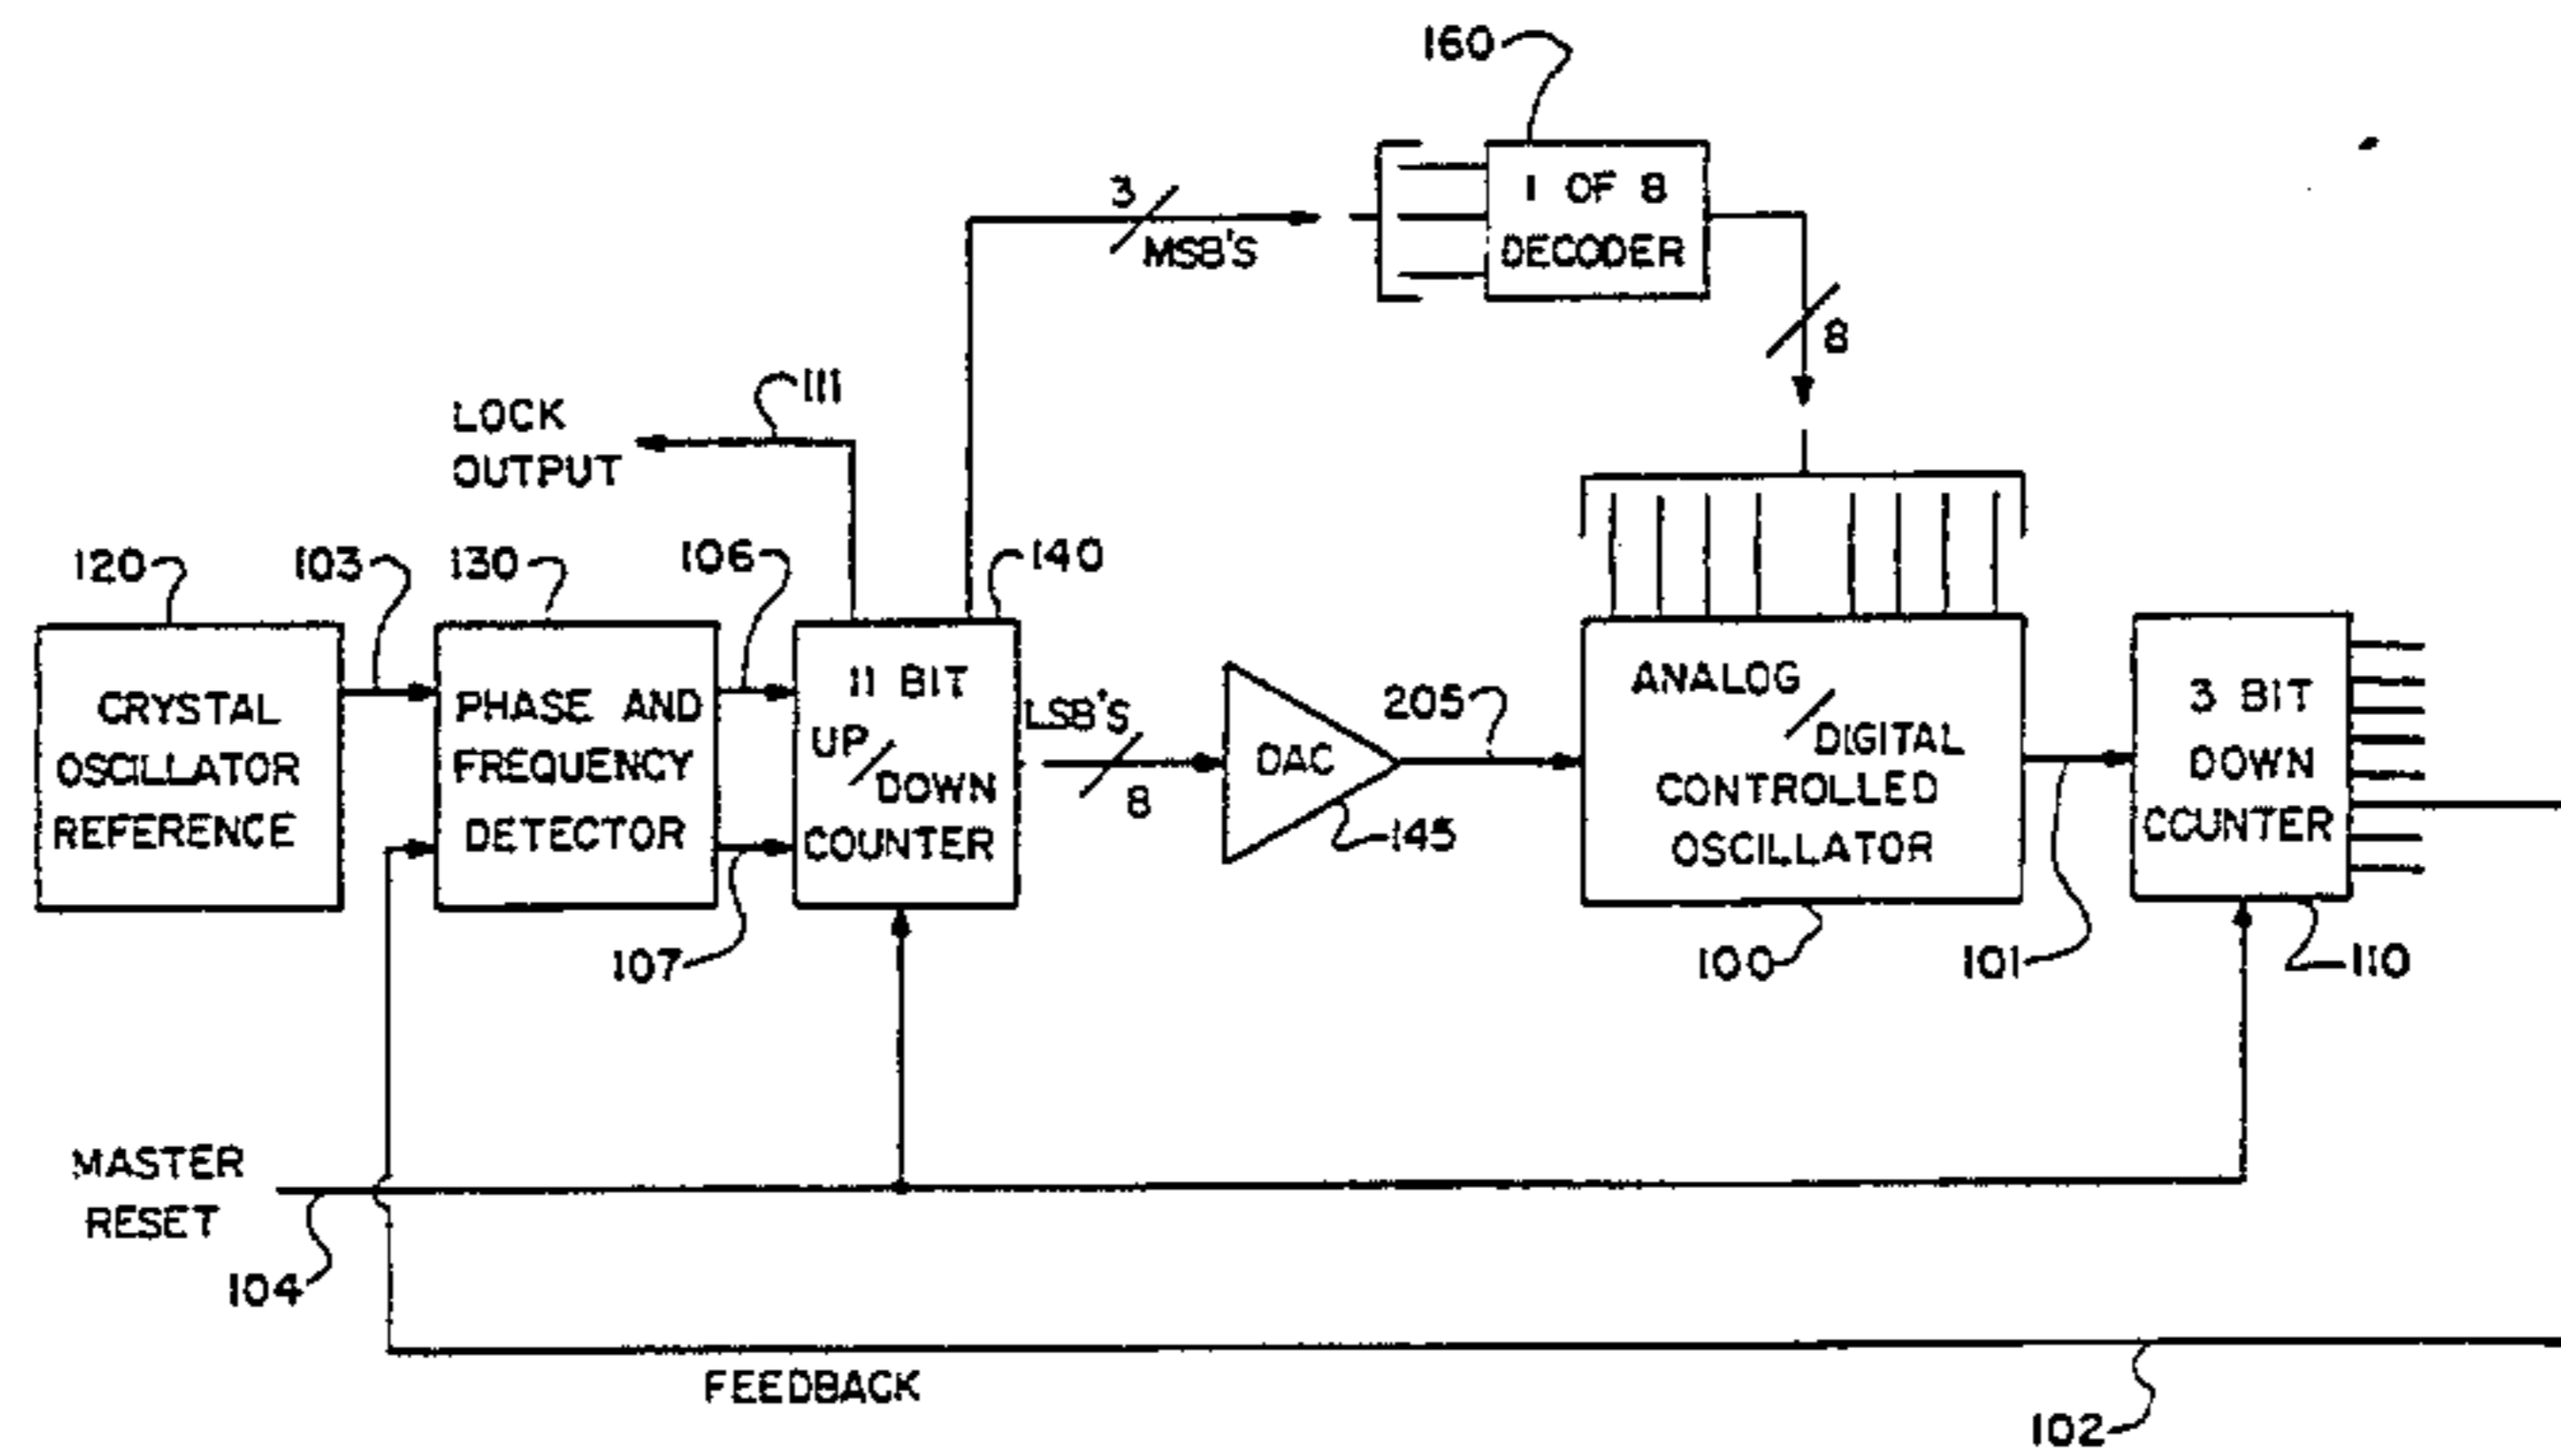 160
1 OF 8
DECODER
3
MSB'S
8
111
LOCK
OUTPUT
120
103
130
106
140
CRYSTAL
OSCILLATOR
REFERENCE
PHASE AND
FREQUENCY
DETECTOR
11 BIT
UP/DOWN
COUNTER
LSB'S
8
DAC
145
205
ANALOG
/DIGITAL
CONTROLLED
OSCILLATOR
3 BIT
DOWN
COUNTER
107
100
101
110
MASTER
RESET
104
FEEDBACK
102